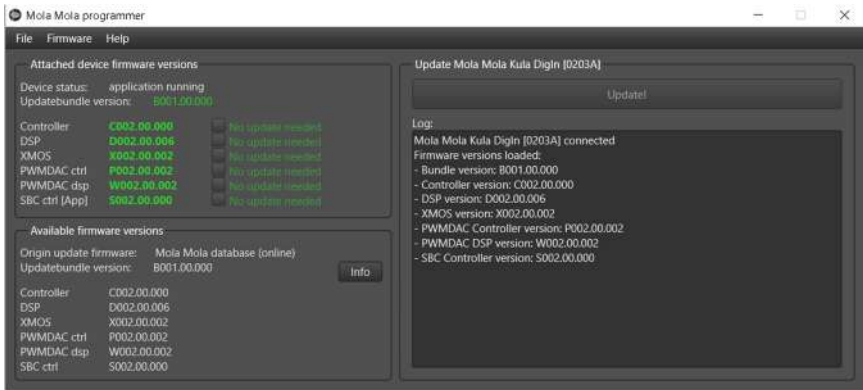 Mola Mola programmer
File Firmware Help
Attached device firmware versions
Device status: application running
Updatebundle version: B001.00.000
Controller C002.00.000 No update needed
DSP D002.00.006 No update needed
XMOS X002.00.002 No update needed
PWMDAC ctrl P002.00.002 No update needed
PWMDAC dsp W002.00.002 No update needed
SBC ctrl [App] S002.00.000 No update needed
Available firmware versions
Origin update firmware: Mola Mola database (online)
Updatebundle version: B001.00.000
Info
Controller C002.00.000
DSP D002.00.006
XMOS X002.00.002
PWMDAC ctrl P002.00.002
PWMDAC dsp W002.00.002
SBC ctrl S002.00.000
Update Mola Mola Kula DigIn [0203A]
Update!
Log:
Mola Mola Kula DigIn [0203A] connected
Firmware versions loaded:
- Bundle version: B001.00.000
- Controller version: C002.00.000
- DSP version: D002.00.006
- XMOS version: X002.00.002
- PWMDAC Controller version: P002.00.002
- PWMDAC DSP version: W002.00.002
- SBC Controller version: S002.00.000